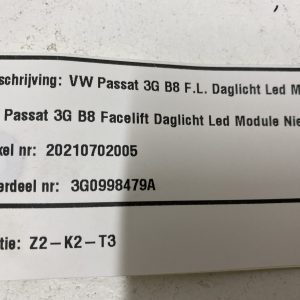 schrijving: VW Passat 3G B8 F.L. Daglicht Led M
Passat 3G B8 Facelift Daglicht Led Module Nie
kel nr: 20210702005
erdeel nr: 3G0998479A
tie: Z2-K2-T3